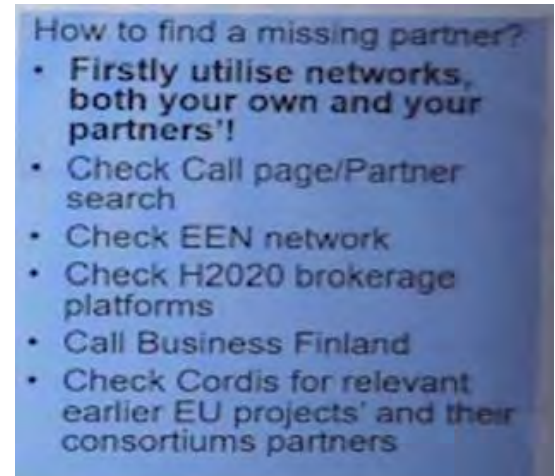 How to find a missing partner?
• Firstly utilise networks,
both your own and your
partners'!
• Check Call page/Partner
search
• Check EEN network
• Check H2020 brokerage
platforms
• Call Business Finland
• Check Cordis for relevant
earlier EU projects' and their
consortiums partners